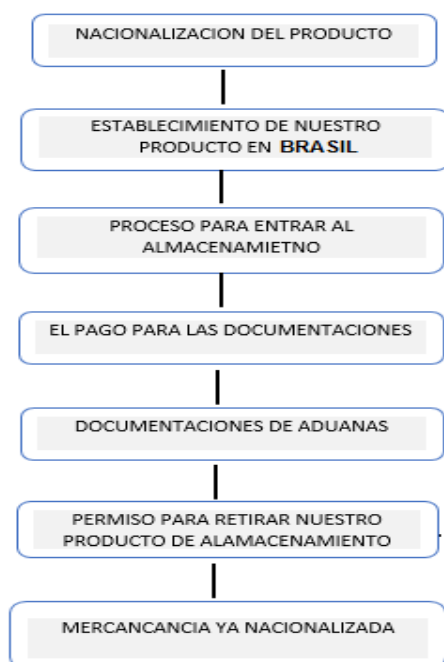 NACIONALIZACION DEL PRODUCTO
ESTABLECIMIENTO DE NUESTRO
PRODUCTO EN BRASIL
PROCESO PARA ENTRAR AL
ALMACENAMIETNO
EL PAGO PARA LAS DOCUMENTACIONES
DOCUMENTACIONES DE ADUANAS
PERMISO PARA RETIRAR NUESTRO
PRODUCTO DE ALAMACENAMIENTO
MERCANCANCIA YA NACIONALIZADA